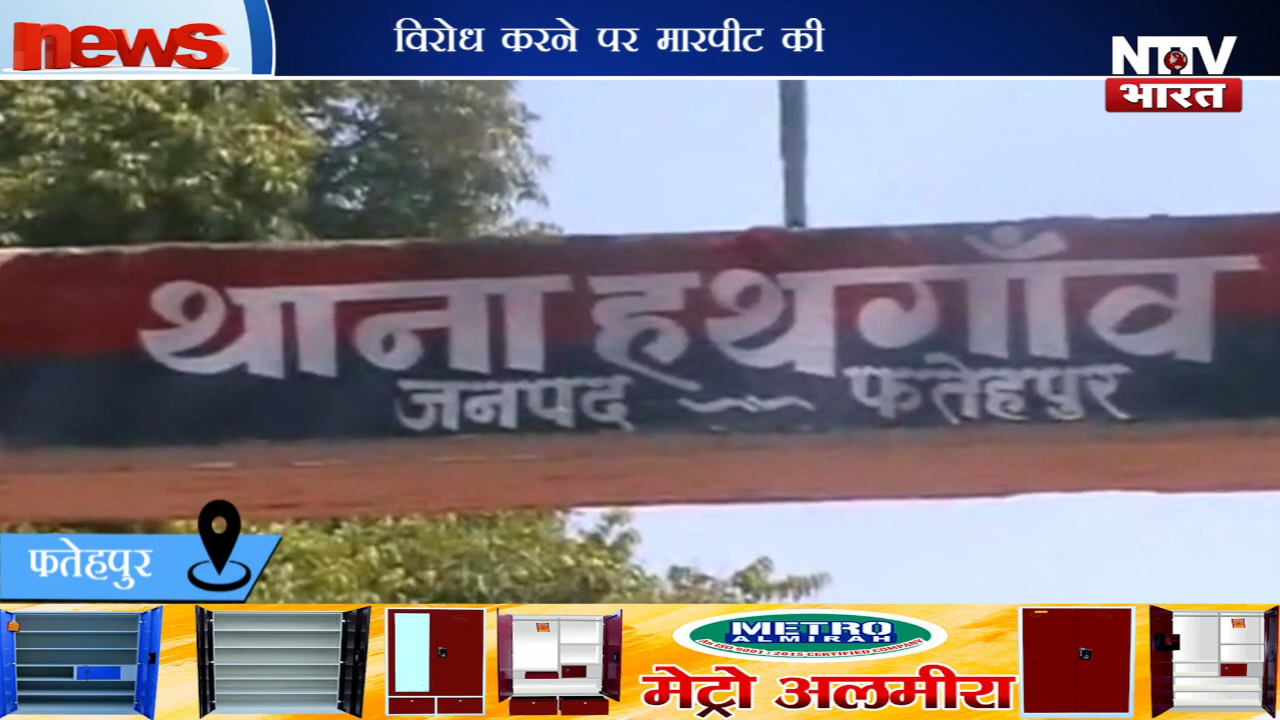 news
विरोध करने पर मारपीट की
NTTV
भारत
थाना हथगाँव
जनपद ~~~ फतेहपुर
फतेहपुर
METRO
ALMIRAH
An ISO 9001 : 2015 CERTIFIED COMPANY
मेट्रो अलमीरा